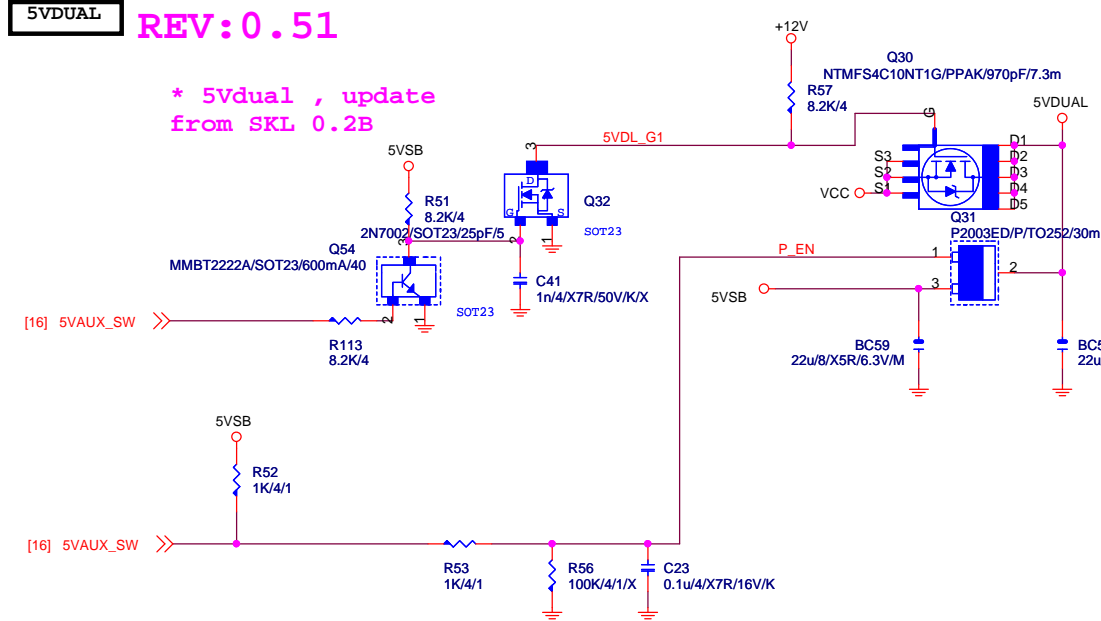 5VDUAL
REV:0.51
* 5Vdual , update
from SKL 0.2B
+12V
R57
8.2K/4
Q30
NTMFS4C10NT1G/PPAK/970pF/7.3m
5VDUAL
5VDL_G1
G
D1
D2
D3
D4
D5
S3
S2
S1
VCC
5VSB
R51
8.2K/4
2N7002/SOT23/25pF/5
3
D
G
S
2
1
Q32
SOT23
Q54
MMBT2222A/SOT23/600mA/40
3
2
1
SOT23
C41
1n/4/X7R/50V/K/X
Q31
P2003ED/P/TO252/30m
P_EN
1
2
3
5VSB
[16] 5VAUX_SW
R113
8.2K/4
BC59
22u/8/X5R/6.3V/M
22u
5VSB
R52
1K/4/1
[16] 5VAUX_SW
R53
1K/4/1
R56
100K/4/1/X
C23
0.1u/4/X7R/16V/K